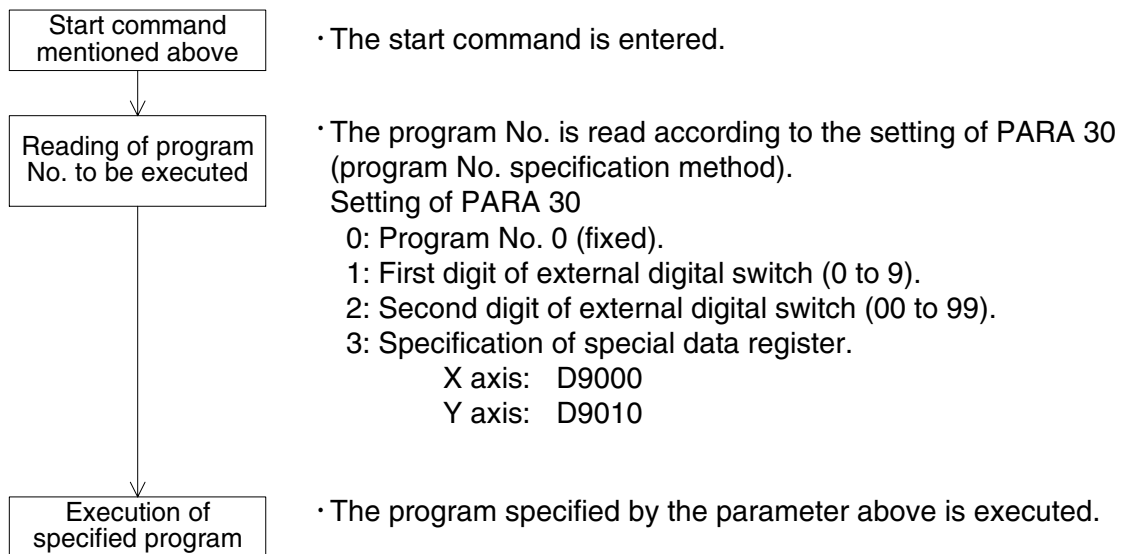 Start command
mentioned above
· The start command is entered.
Reading of program
No. to be executed
· The program No. is read according to the setting of PARA 30
(program No. specification method).
Setting of PARA 30
0: Program No. 0 (fixed).
1: First digit of external digital switch (0 to 9).
2: Second digit of external digital switch (00 to 99).
3: Specification of special data register.
X axis: D9000
Y axis: D9010
Execution of
specified program
· The program specified by the parameter above is executed.